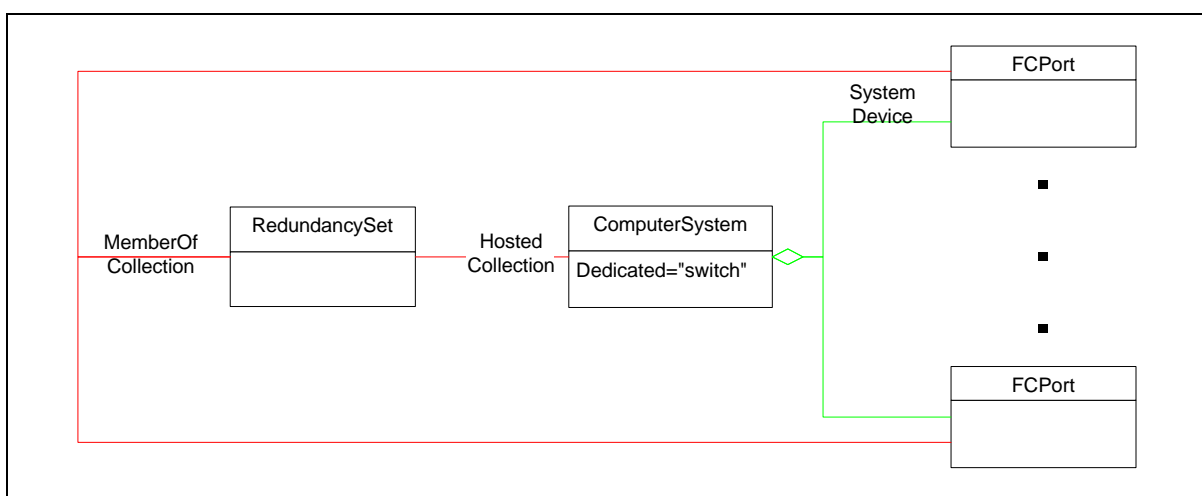 FCPort
System
Device
RedundancySet
ComputerSystem
MemberOf
Collection
Hosted
Collection
Dedicated="switch"
FCPort